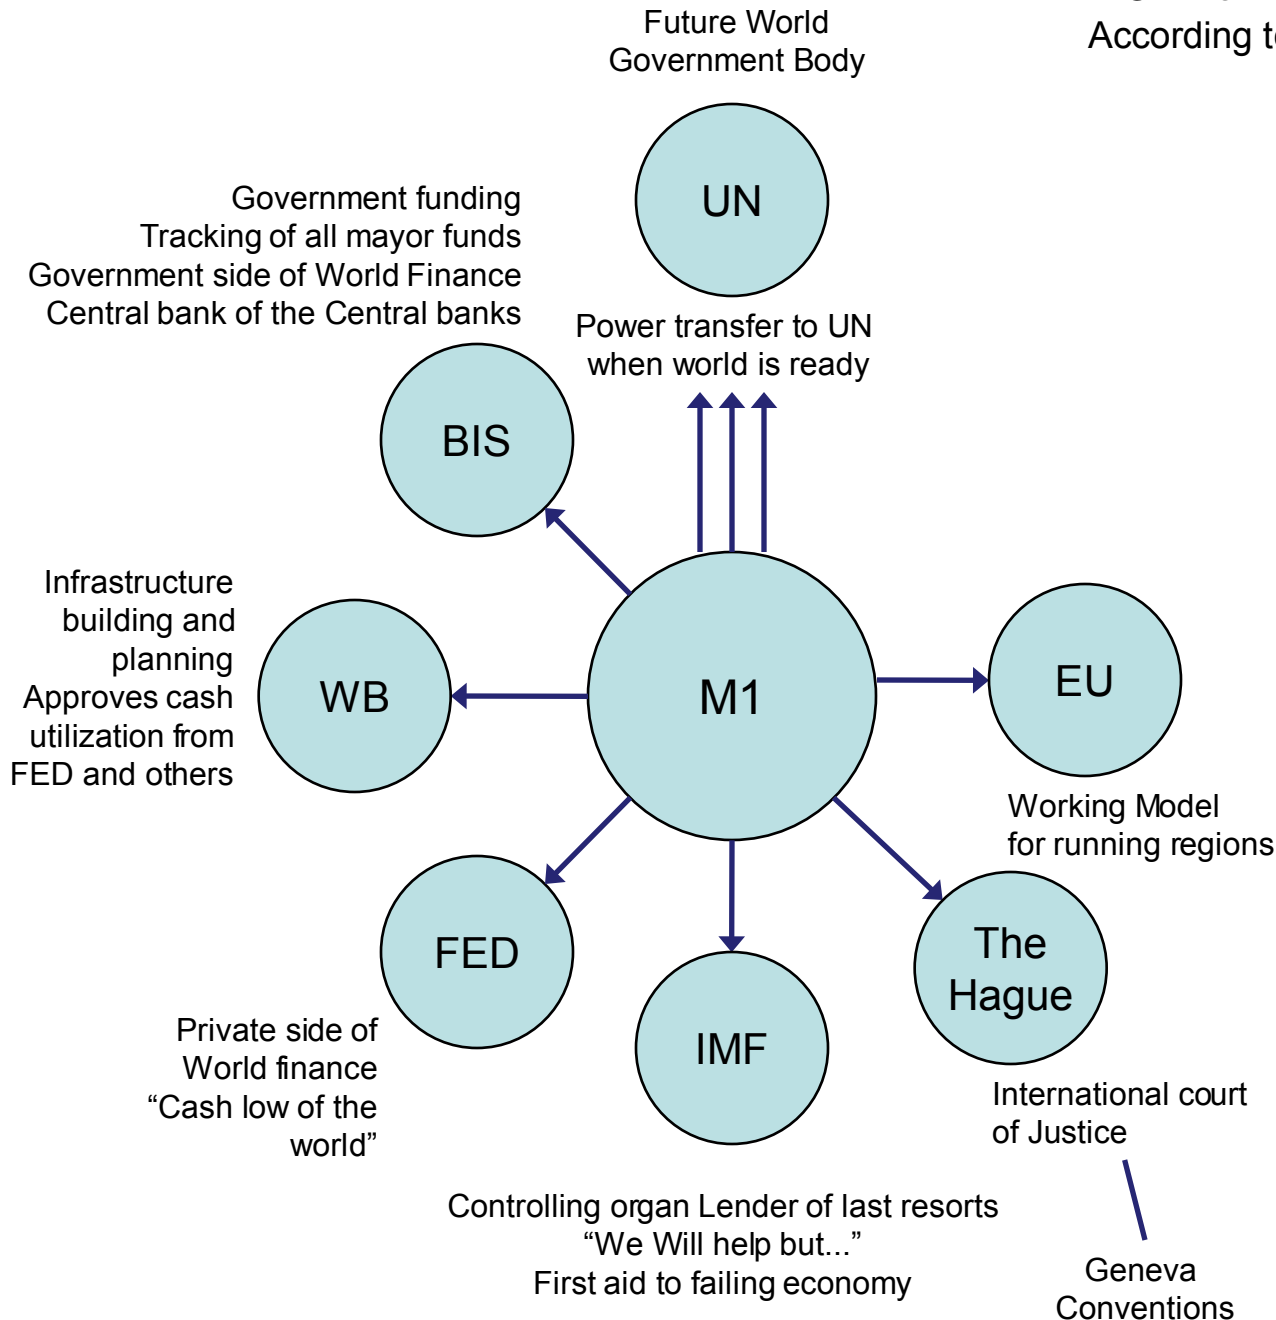 According to
Future World
Government Body
UN
Power transfer to UN
when world is ready
Government funding
Tracking of all mayor funds
Government side of World Finance
Central bank of the Central banks
BIS
Infrastructure
building and
planning
Approves cash
utilization from
FED and others
WB
M1
EU
Working Model
for running regions
FED
Private side of
World finance
“Cash low of the
world”
IMF
Controlling organ Lender of last resorts
“We Will help but...”
First aid to failing economy
The
Hague
International court
of Justice
Geneva
Conventions